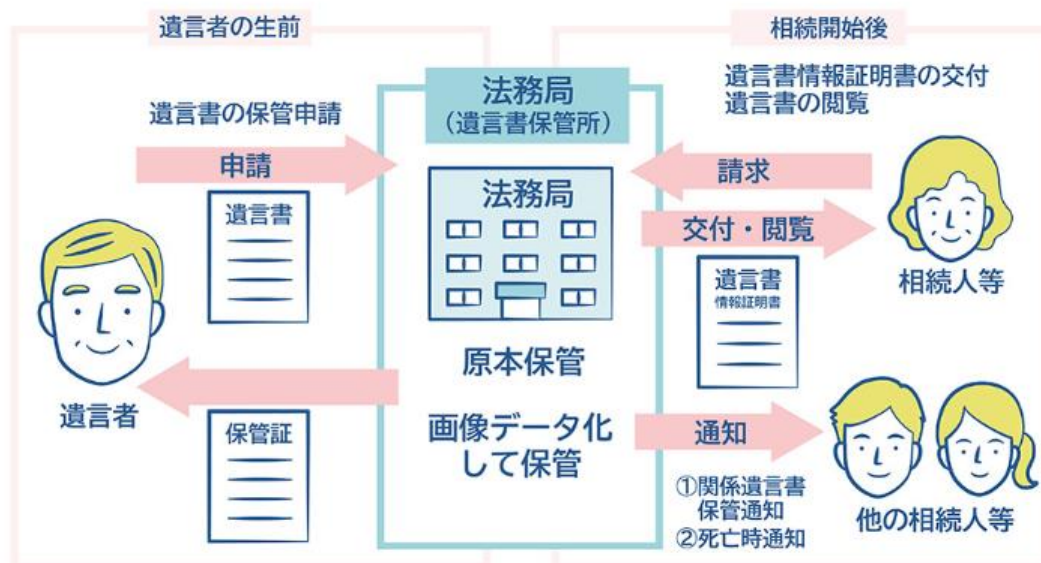 遺言者の生前
遺言書の保管申請
申請
遺言書
遺言者
保管証
法務局
（遺言書保管所）
法務局
原本保管
画像データ化
して保管
相続開始後
遺言書情報証明書の交付
遺言書の閲覧
請求
交付・閲覧
遺言書
情報証明書
相続人等
通知
①関係遺言書
保管通知
②死亡時通知
他の相続人等